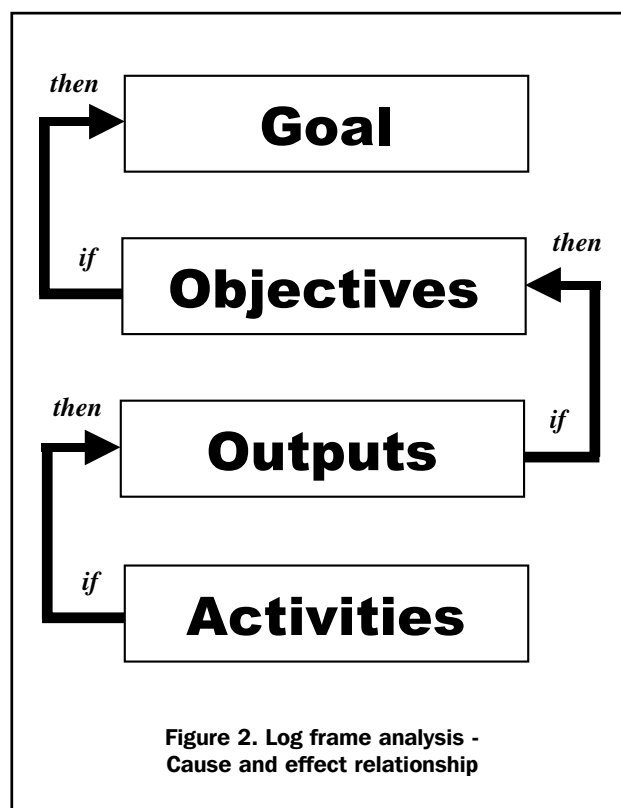 then
Goal
if
then
Objectives
then
if
Outputs
if
Activities
Figure 2. Log frame analysis -
Cause and effect relationship